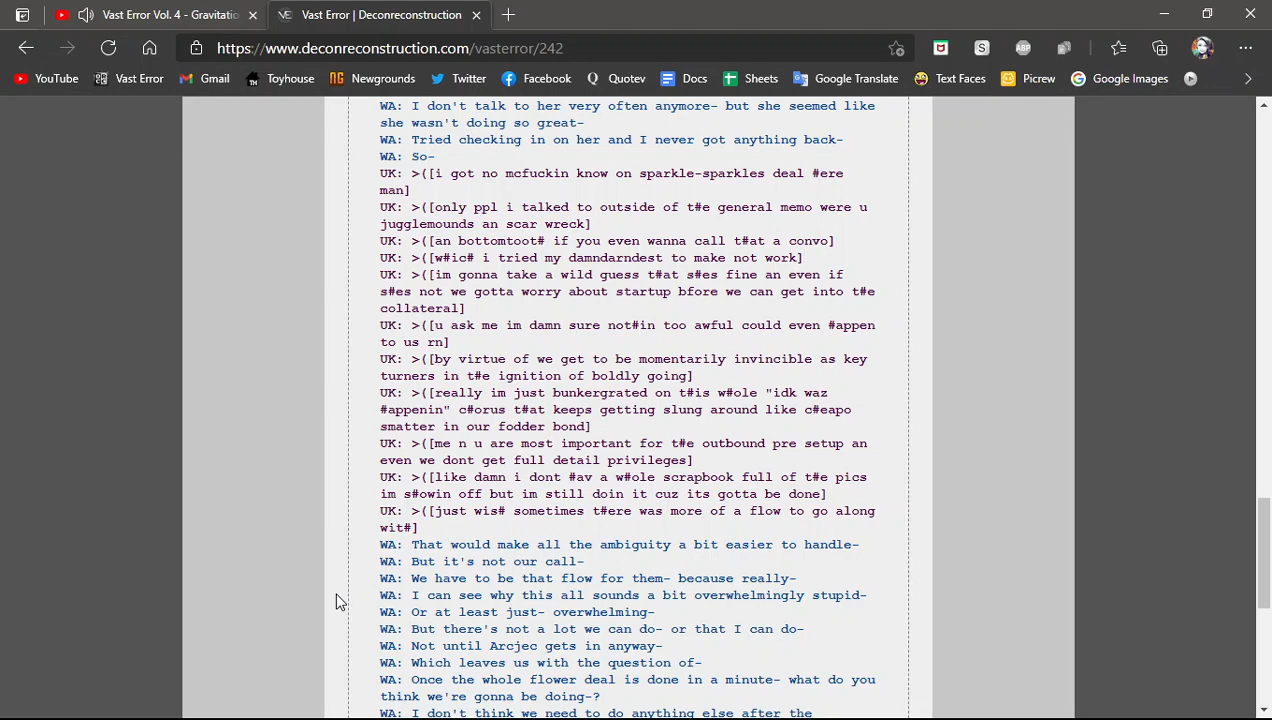 Vast Error Vol. 4 - Gravitatio
Vast Error | Deconreconstruction
https://www.deconreconstruction.com/vasterror/242
YouTube Vast Error Gmail Toyhouse Newgrounds Twitter Facebook Quotev Docs Sheets Google Translate Text Faces Picrew Google Images
WA: I don't talk to her very often anymore- but she seemed like
she wasn't doing so great-
WA: Tried checking in on her and I never got anything back-
WA: So-
UK: >([i got no mcfuckin know on sparkle-sparkles deal #ere
man]
UK: >([only ppl i talked to outside of t#e general memo were u
jugglemounds an scar wreck]
UK: >([an bottomtoot# if you even wanna call t#at a convo]
UK: >([w#ic# i tried my damndarndest to make not work]
UK: >([im gonna take a wild guess t#at s#es fine an even if
s#es not we gotta worry about startup bfore we can get into t#e
collateral]
UK: >([u ask me im damn sure not#in too awful could even #appen
to us rn]
UK: >([by virtue of we get to be momentarily invincible as key
turners in t#e ignition of boldly going]
UK: >([really im just bunkergrated on t#is w#ole "idk waz
#appenin" c#orus t#at keeps getting slung around like c#eapo
smatter in our fodder bond]
UK: >([me n u are most important for t#e outbound pre setup an
even we dont get full detail privileges]
UK: >([like damn i dont #av a w#ole scrapbook full of t#e pics
im s#owin off but im still doin it cuz its gotta be done]
UK: >([just wis# sometimes t#ere was more of a flow to go along
wit#]
WA: That would make all the ambiguity a bit easier to handle-
WA: But it's not our call-
WA: We have to be that flow for them- because really-
WA: I can see why this all sounds a bit overwhelmingly stupid-
WA: Or at least just- overwhelming-
WA: But there's not a lot we can do- or that I can do-
WA: Not until Arcjec gets in anyway-
WA: Which leaves us with the question of-
WA: Once the whole flower deal is done in a minute- what do you
think we're gonna be doing-?
WA: I don't think we need to do anything else after the